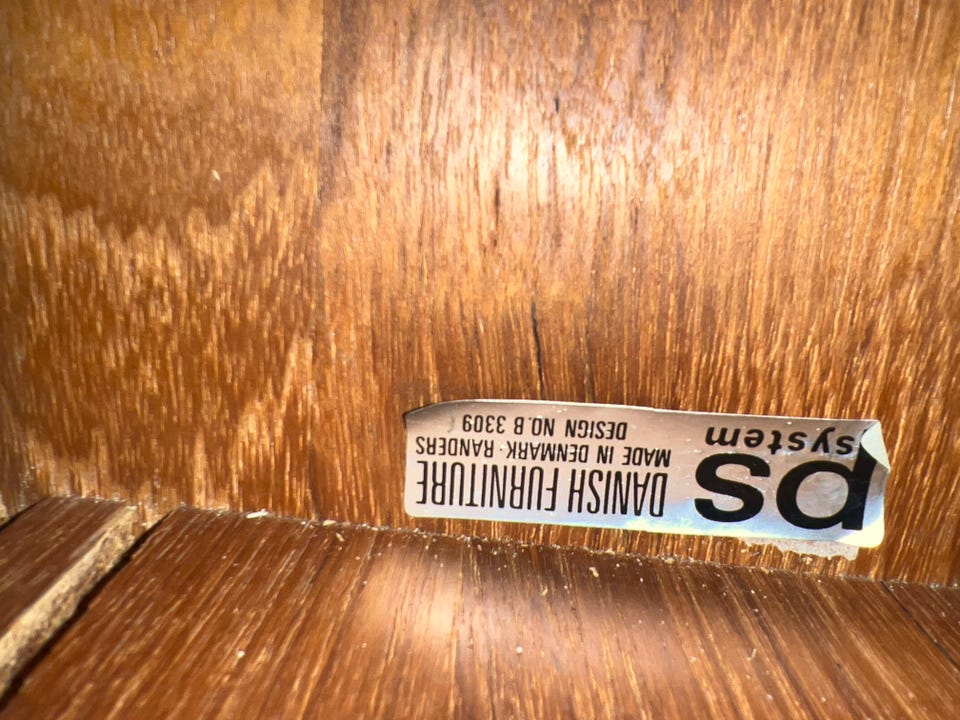 ps
system
DANISH FURNITURE
MADE IN DENMARK · RANDERS
DESIGN NO. B 3309